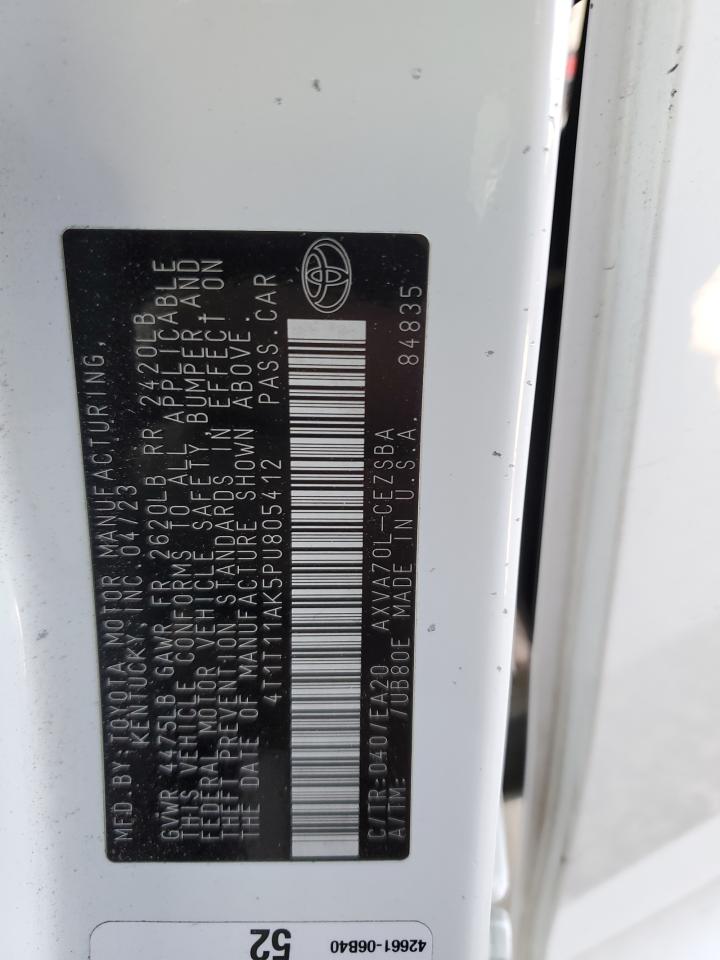 MFD.BY:TOYOTA MOTOR MANUFACTURING,
KENTUCKY, INC.04/23
GVWR 4475LB GAWR FR 2620LB RR 2420LB
THIS VEHICLE CONFORMS TO ALL APPLICABLE
FEDERAL MOTOR VEHICLE SAFETY, BUMPER, AND
THEFT PREVENTION STANDARDS IN EFFECT ON
THE DATE OF MANUFACTURE SHOWN ABOVE.
4T1T11AK5PU805412 PASS.CAR
C/TR:040/EA20 AXVA70L-CEZSBA
A/TM: /UB80E MADE IN U.S.A. 84835
52
42661-06B40